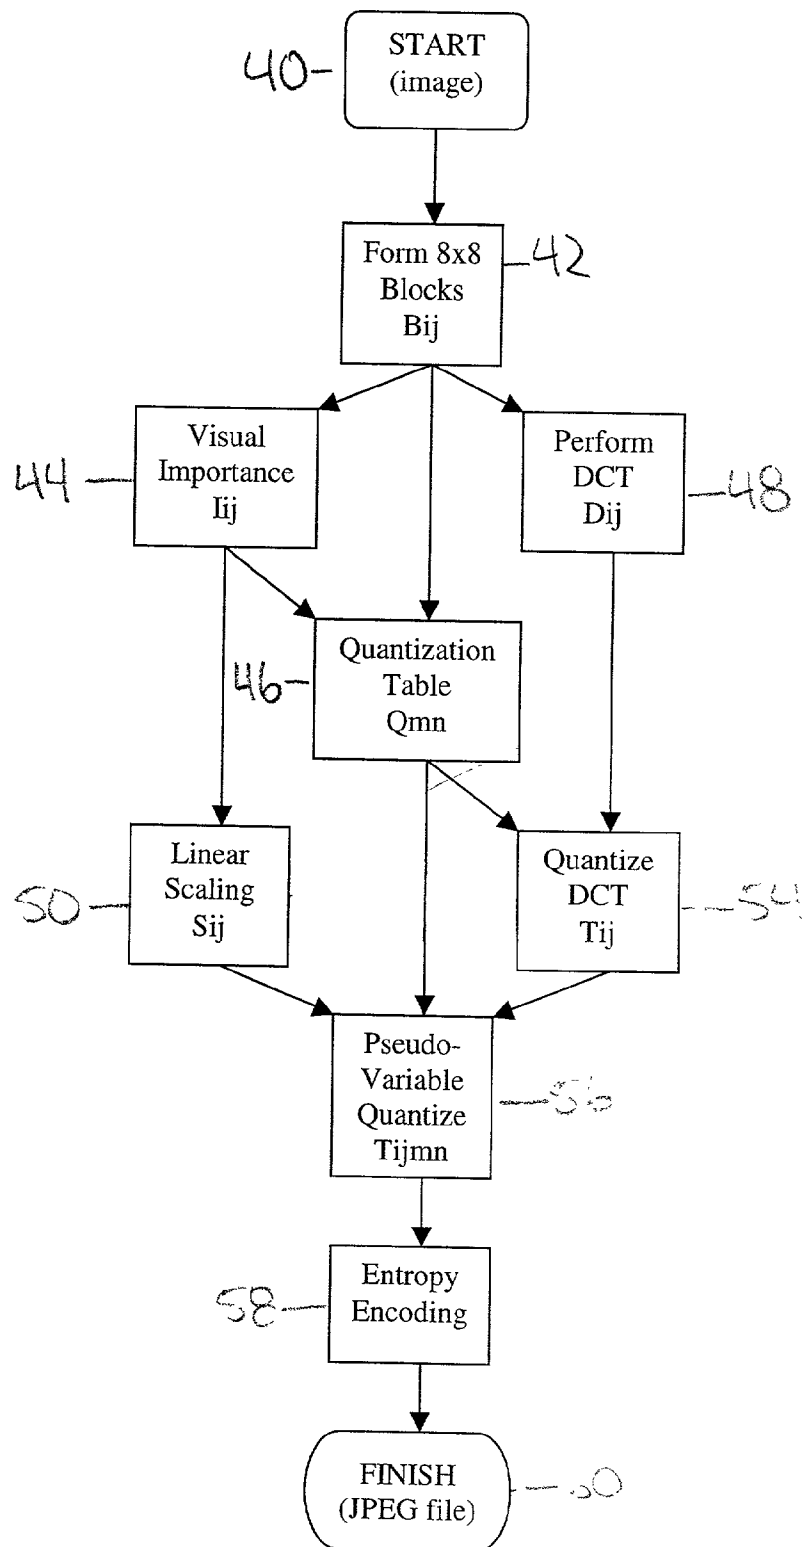 START
(image)
40-
Form 8x8
Blocks
Bij
42
Visual
Importance
Iij
44
Perform
DCT
Dij
48
Quantization
Table
Qmn
46
Linear
Scaling
Sij
50
Quantize
DCT
Tij
Pseudo-
Variable
Quantize
Tijmn
56
Entropy
Encoding
58
FINISH
(JPEG file)